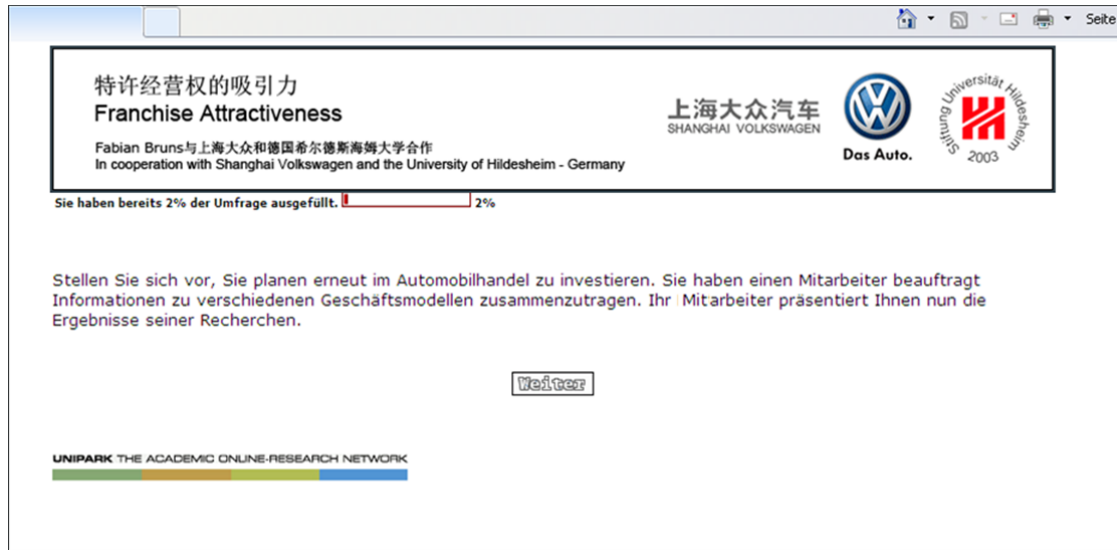 Seite
特许经营权的吸引力
Franchise Attractiveness
Fabian Bruns与上海大众和德国希尔德斯海姆大学合作
In cooperation with Shanghai Volkswagen and the University of Hildesheim - Germany
上海大众汽车
SHANGHAI VOLKSWAGEN
Das Auto.
Stiftung Universität Hildesheim
2003
Sie haben bereits 2% der Umfrage ausgefüllt. 2%
Stellen Sie sich vor, Sie planen erneut im Automobilhandel zu investieren. Sie haben einen Mitarbeiter beauftragt
Informationen zu verschiedenen Geschäftsmodellen zusammenzutragen. Ihr Mitarbeiter präsentiert Ihnen nun die
Ergebnisse seiner Recherchen.
Weiter
UNIPARK THE ACADEMIC ONLINE-RESEARCH NETWORK